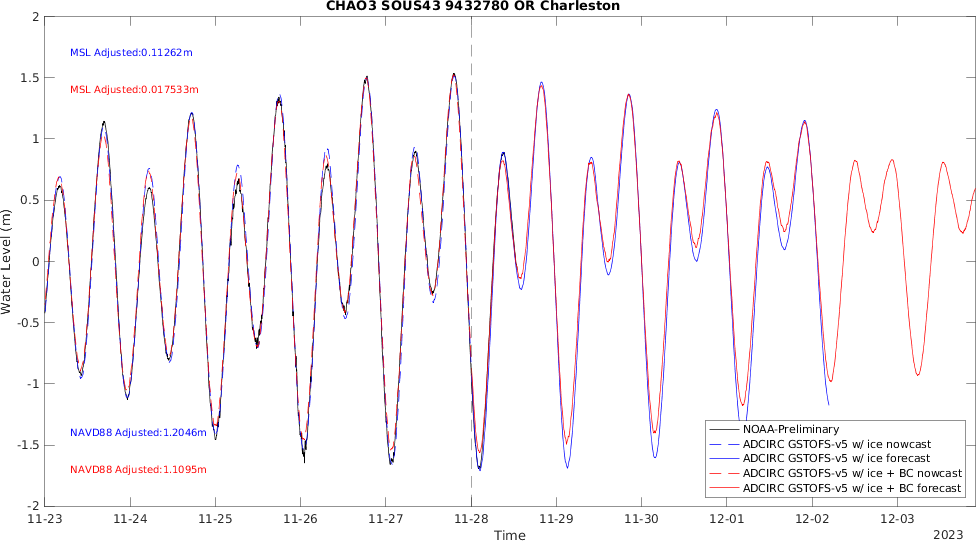 CHAO3 SOUS43 9432780 OR Charleston
2
1.5
1
0.5
0
-0.5
-1
-1.5
-2
Water Level (m)
MSL Adjusted:0.11262m
MSL Adjusted:0.017533m
NAVD88 Adjusted:1.2046m
NAVD88 Adjusted:1.1095m
NOAA-Preliminary
ADCIRC GSTOFS-v5 w/ ice nowcast
ADCIRC GSTOFS-v5 w/ ice forecast
ADCIRC GSTOFS-v5 w/ ice + BC nowcast
ADCIRC GSTOFS-v5 w/ ice + BC forecast
11-23 11-24 11-25 11-26 11-27 11-28 11-29 11-30 12-01 12-02 12-03
Time
2023